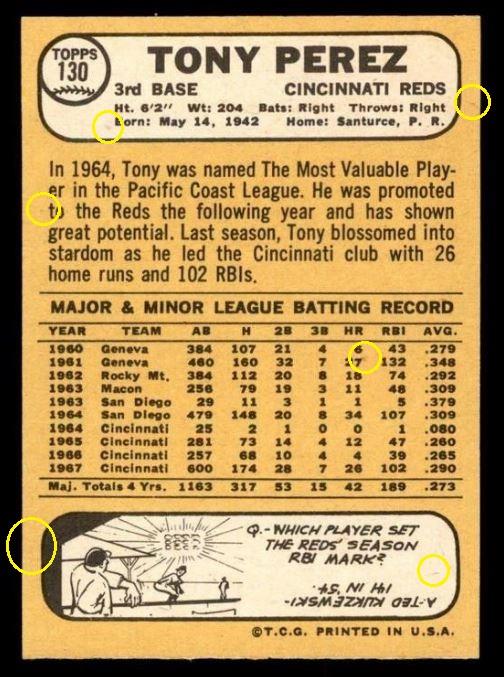 TOPPS
130
TONY PEREZ
3rd BASE CINCINNATI REDS
Ht. 6'2" Wt: 204 Bats: Right Throws: Right
Born: May 14, 1942 Home: Santurce, P. R.
In 1964, Tony was named The Most Valuable Play-
er in the Pacific Coast League. He was promoted
to the Reds the following year and has shown
great potential. Last season, Tony blossomed into
stardom as he led the Cincinnati club with 26
home runs and 102 RBIs.
MAJOR & MINOR LEAGUE BATTING RECORD
YEAR TEAM AB H 2B 3B HR RBI AVG.
1960 Geneva 384 107 21 4 6 43 .279
1961 Geneva 460 160 32 7 27 132 .348
1962 Rocky Mt. 384 112 20 8 18 74 .292
1963 Macon 256 79 19 3 11 48 .309
1963 San Diego 29 11 3 1 1 5 .379
1964 San Diego 479 148 20 8 34 107 .309
1964 Cincinnati 25 2 1 0 0 1 .080
1965 Cincinnati 281 73 14 4 12 47 .260
1966 Cincinnati 257 68 10 4 4 39 .265
1967 Cincinnati 600 174 28 7 26 102 .290
Maj. Totals 4 Yrs. 1163 317 53 15 42 189 .273
Q.-WHICH PLAYER SET
THE REDS' SEASON
RBI MARK?
A-TED
141 IN 54.
©T.C.G. PRINTED IN U.S.A.